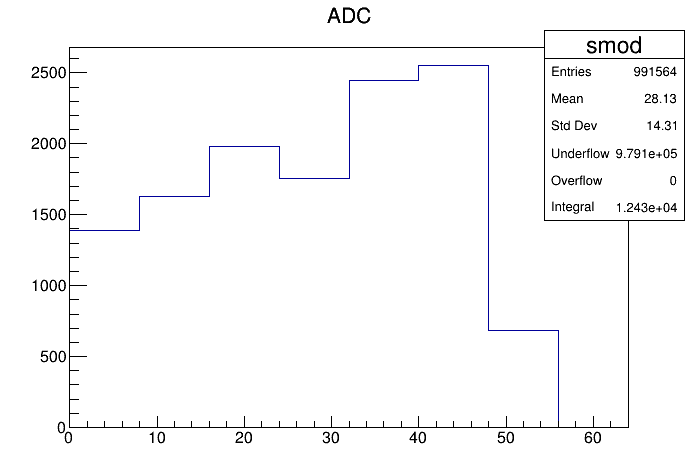 ADC
smod
Entries 991564
Mean 28.13
Std Dev 14.31
Underflow 9.791e+05
Overflow 0
Integral 1.243e+04
2500
2000
1500
1000
500
0
0 10 20 30 40 50 60